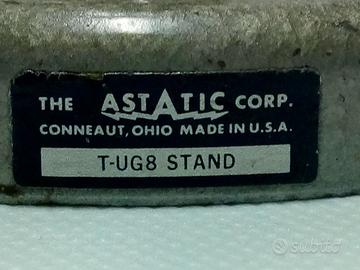 THE ASTATIC CORP.
CONNEAUT, OHIO MADE IN U.S.A.
T-UG8 STAND
subito